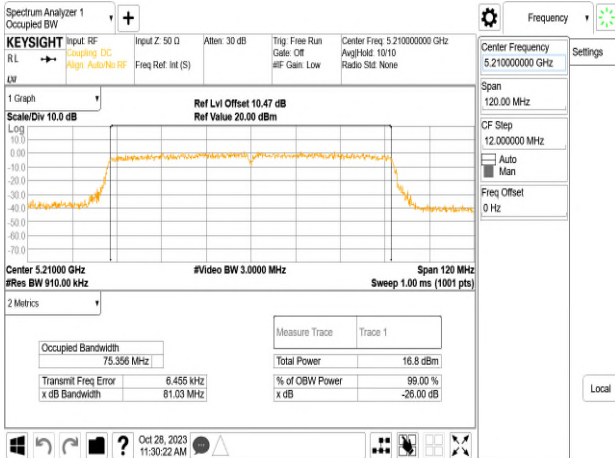 Spectrum Analyzer 1
Occupied BW
Frequency
KEYSIGHT
RL
Input: RF
Coupling: DC
Align: Auto/No RF
Input Z: 50 Ω
Freq Ref: Int (S)
Atten: 30 dB
Trig: Free Run
Gate: Off
#IF Gain: Low
Center Freq: 5.210000000 GHz
Avg|Hold: 10/10
Radio Std: None
1 Graph
Scale/Div 10.0 dB
Ref Lvl Offset 10.47 dB
Ref Value 20.00 dBm
Log
10.0
0.00
-10.0
-20.0
-30.0
-40.0
-50.0
-60.0
-70.0
Center 5.21000 GHz
#Res BW 910.00 kHz
#Video BW 3.0000 MHz
Span 120 MHz
Sweep 1.00 ms (1001 pts)
2 Metrics
Occupied Bandwidth
75.356 MHz
Transmit Freq Error 6.455 kHz
x dB Bandwidth 81.03 MHz
Measure Trace Trace 1
Total Power 16.8 dBm
% of OBW Power 99.00 %
x dB -26.00 dB
Center Frequency
5.210000000 GHz
Span
120.00 MHz
CF Step
12.000000 MHz
Auto
Man
Freq Offset
0 Hz
Settings
Local
?
Oct 28, 2023
11:30:22 AM